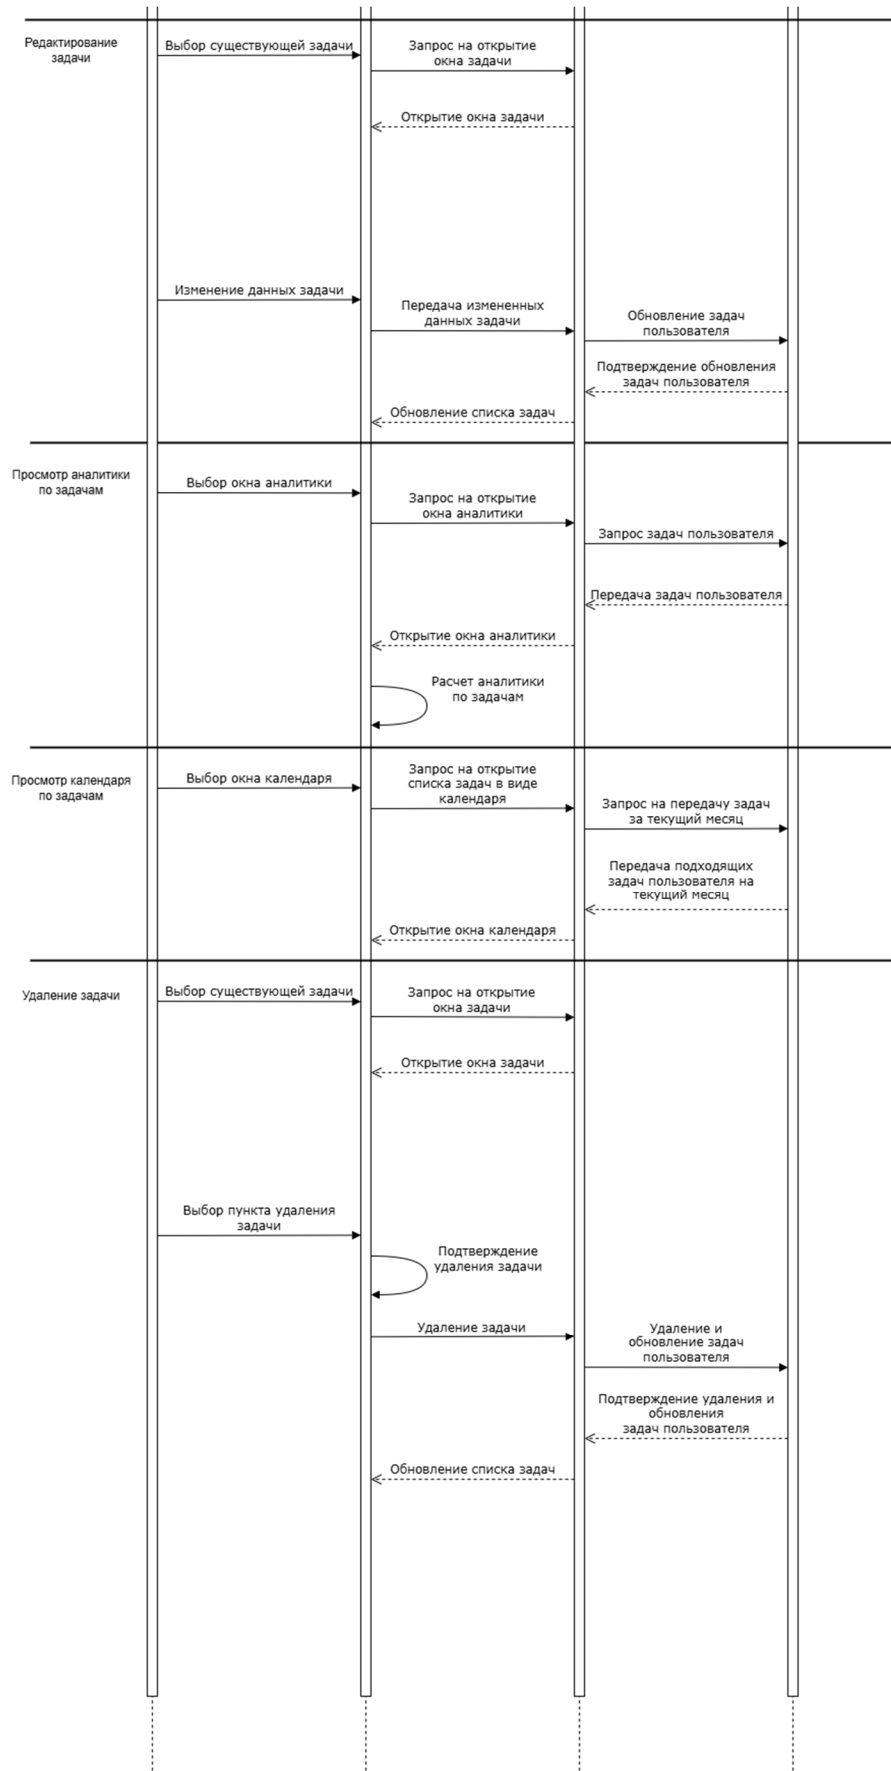 Редактирование
задачи
Выбор существующей задачи
Запрос на открытие
окна задачи
Открытие окна задачи
Изменение данных задачи
Передача измененных
данных задачи
Обновление задач
пользователя
Подтверждение обновления
задач пользователя
Обновление списка задач
Просмотр аналитики
по задачам
Выбор окна аналитики
Запрос на открытие
окна аналитики
Запрос задач пользователя
Передача задач пользователя
Открытие окна аналитики
Расчет аналитики
по задачам
Просмотр календаря
по задачам
Выбор окна календаря
Запрос на открытие
списка задач в виде
календаря
Запрос на передачу задач
за текущий месяц
Передача подходящих
задач пользователя на
текущий месяц
Открытие окна календаря
Удаление задачи
Выбор существующей задачи
Запрос на открытие
окна задачи
Открытие окна задачи
Выбор пункта удаления
задачи
Подтверждение
удаления задачи
Удаление задачи
Удаление и
обновление задач
пользователя
Подтверждение удаления и
обновления
задач пользователя
Обновление списка задач